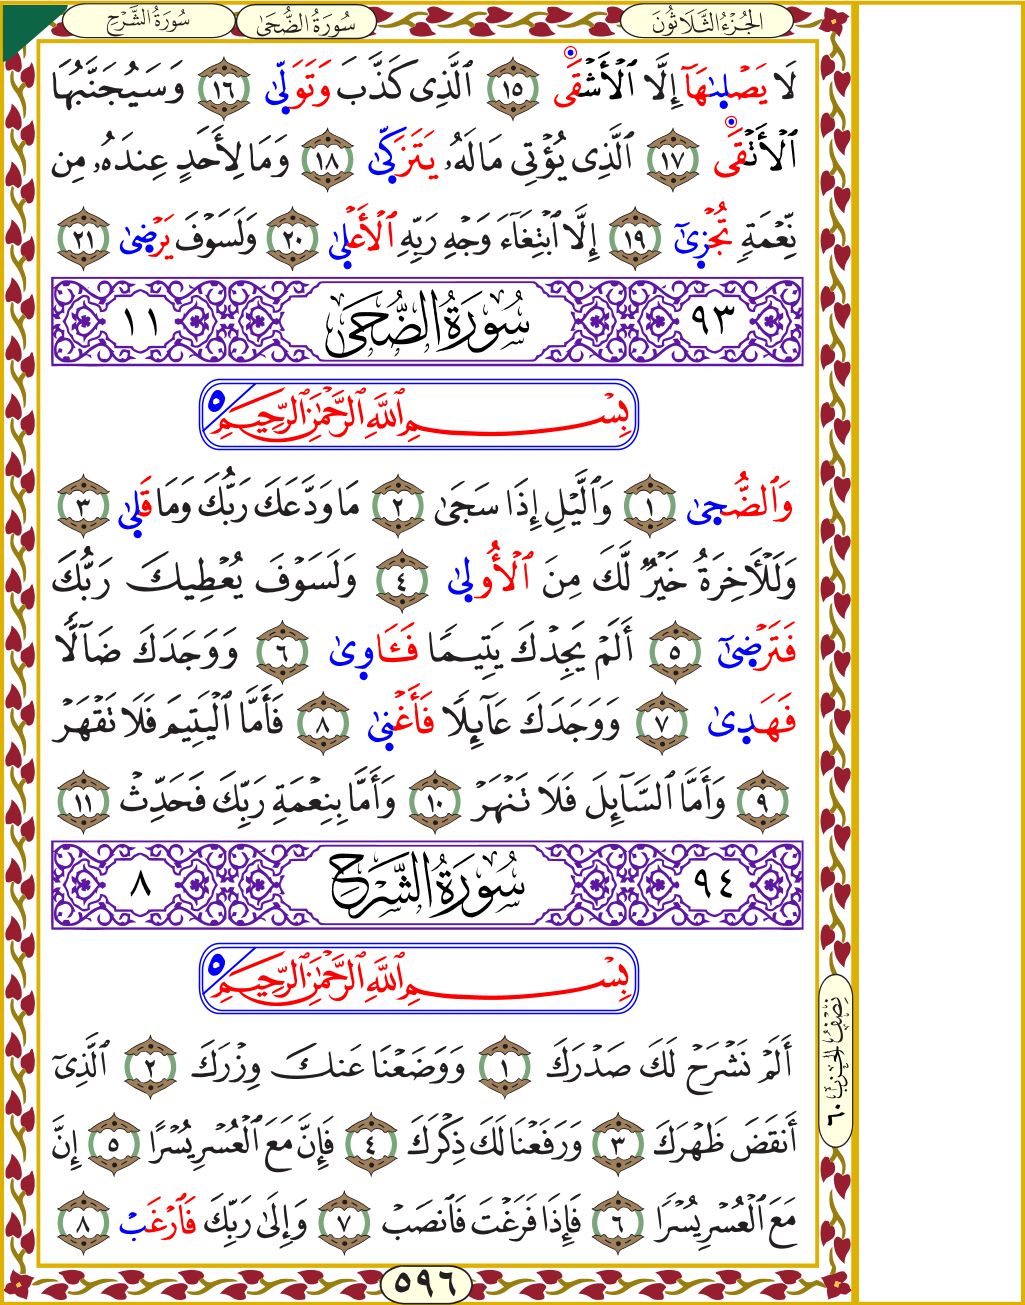 الجُزْءُ الثَّلَاثُونَ سُورَةُ الضُّحَىٰ سُورَةُ الشَّرْحِ
لَا يَصْلَىٰهَآ إِلَّا ٱلْأَشْقَى ١٥ ٱلَّذِى كَذَّبَ وَتَوَلَّىٰ ١٦ وَسَيُجَنَّبُهَا
ٱلْأَتْقَى ١٧ ٱلَّذِى يُؤْتِى مَالَهُۥ يَتَزَكَّىٰ ١٨ وَمَا لِأَحَدٍ عِندَهُۥ مِن
نِّعْمَةٍ تُجْزَىٰٓ ١٩ إِلَّا ٱبْتِغَآءَ وَجْهِ رَبِّهِ ٱلْأَعْلَىٰ ٢٠ وَلَسَوْفَ يَرْضَىٰ ٢١
٩٣ سُورَةُ الضُّحَىٰ ١١
بِسْمِ ٱللَّهِ ٱلرَّحْمَٰنِ ٱلرَّحِيمِ ٥
وَٱلضُّحَىٰ ١ وَٱلَّيْلِ إِذَا سَجَىٰ ٢ مَا وَدَّعَكَ رَبُّكَ وَمَا قَلَىٰ ٣
وَلَلْأَخِرَةُ خَيْرٌ لَّكَ مِنَ ٱلْأُولَىٰ ٤ وَلَسَوْفَ يُعْطِيكَ رَبُّكَ
فَتَرْضَىٰٓ ٥ أَلَمْ يَجِدْكَ يَتِيمًا فَـَٔاوَىٰ ٦ وَوَجَدَكَ ضَآلًّا
فَهَدَىٰ ٧ وَوَجَدَكَ عَآئِلًا فَأَغْنَىٰ ٨ فَأَمَّا ٱلْيَتِيمَ فَلَا تَقْهَرْ
٩ وَأَمَّا ٱلسَّآئِلَ فَلَا تَنْهَرْ ١٠ وَأَمَّا بِنِعْمَةِ رَبِّكَ فَحَدِّثْ ١١
٩٤ سُورَةُ الشَّرْحِ ٨
بِسْمِ ٱللَّهِ ٱلرَّحْمَٰنِ ٱلرَّحِيمِ ٥
أَلَمْ نَشْرَحْ لَكَ صَدْرَكَ ١ وَوَضَعْنَا عَنكَ وِزْرَكَ ٢ ٱلَّذِىٓ
أَنقَضَ ظَهْرَكَ ٣ وَرَفَعْنَا لَكَ ذِكْرَكَ ٤ فَإِنَّ مَعَ ٱلْعُسْرِ يُسْرًا ٥ إِنَّ
مَعَ ٱلْعُسْرِ يُسْرًا ٦ فَإِذَا فَرَغْتَ فَٱنصَبْ ٧ وَإِلَىٰ رَبِّكَ فَٱرْغَب ٨
نِصْفُ الحِزْبِ ٦٠
٥٩٦